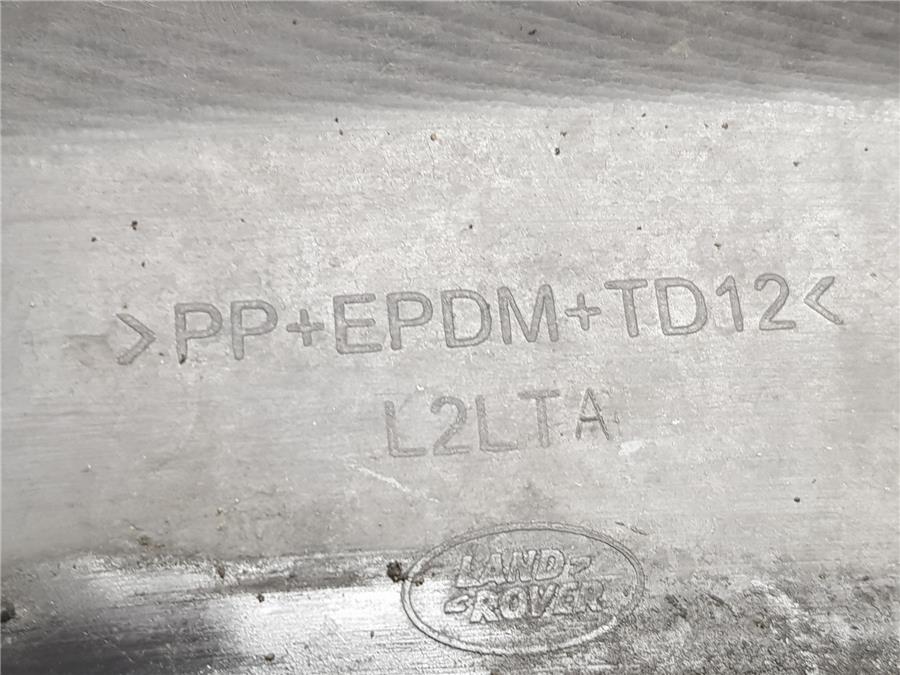 >PP+EPDM+TD12<
L2LTA
LAND
ROVER